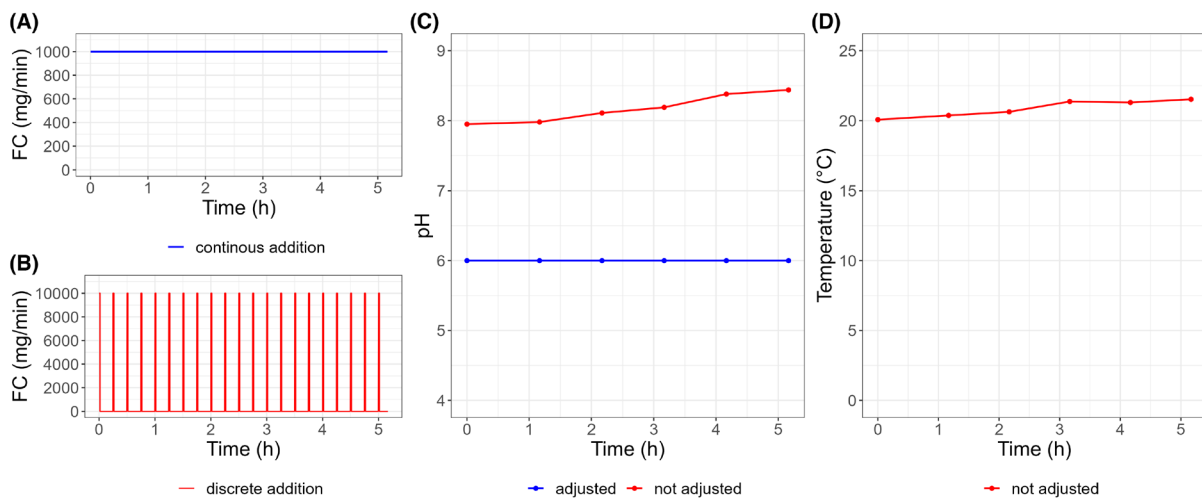 (A)
FC (mg/min)
1000
800
600
400
200
0
0 1 2 3 4 5
Time (h)
continous addition
(B)
FC (mg/min)
10000
8000
6000
4000
2000
0
0 1 2 3 4 5
Time (h)
discrete addition
(C)
pH
9
8
7
6
5
4
0 1 2 3 4 5
Time (h)
adjusted not adjusted
(D)
Temperature (°C)
25
20
15
10
5
0
0 1 2 3 4 5
Time (h)
not adjusted